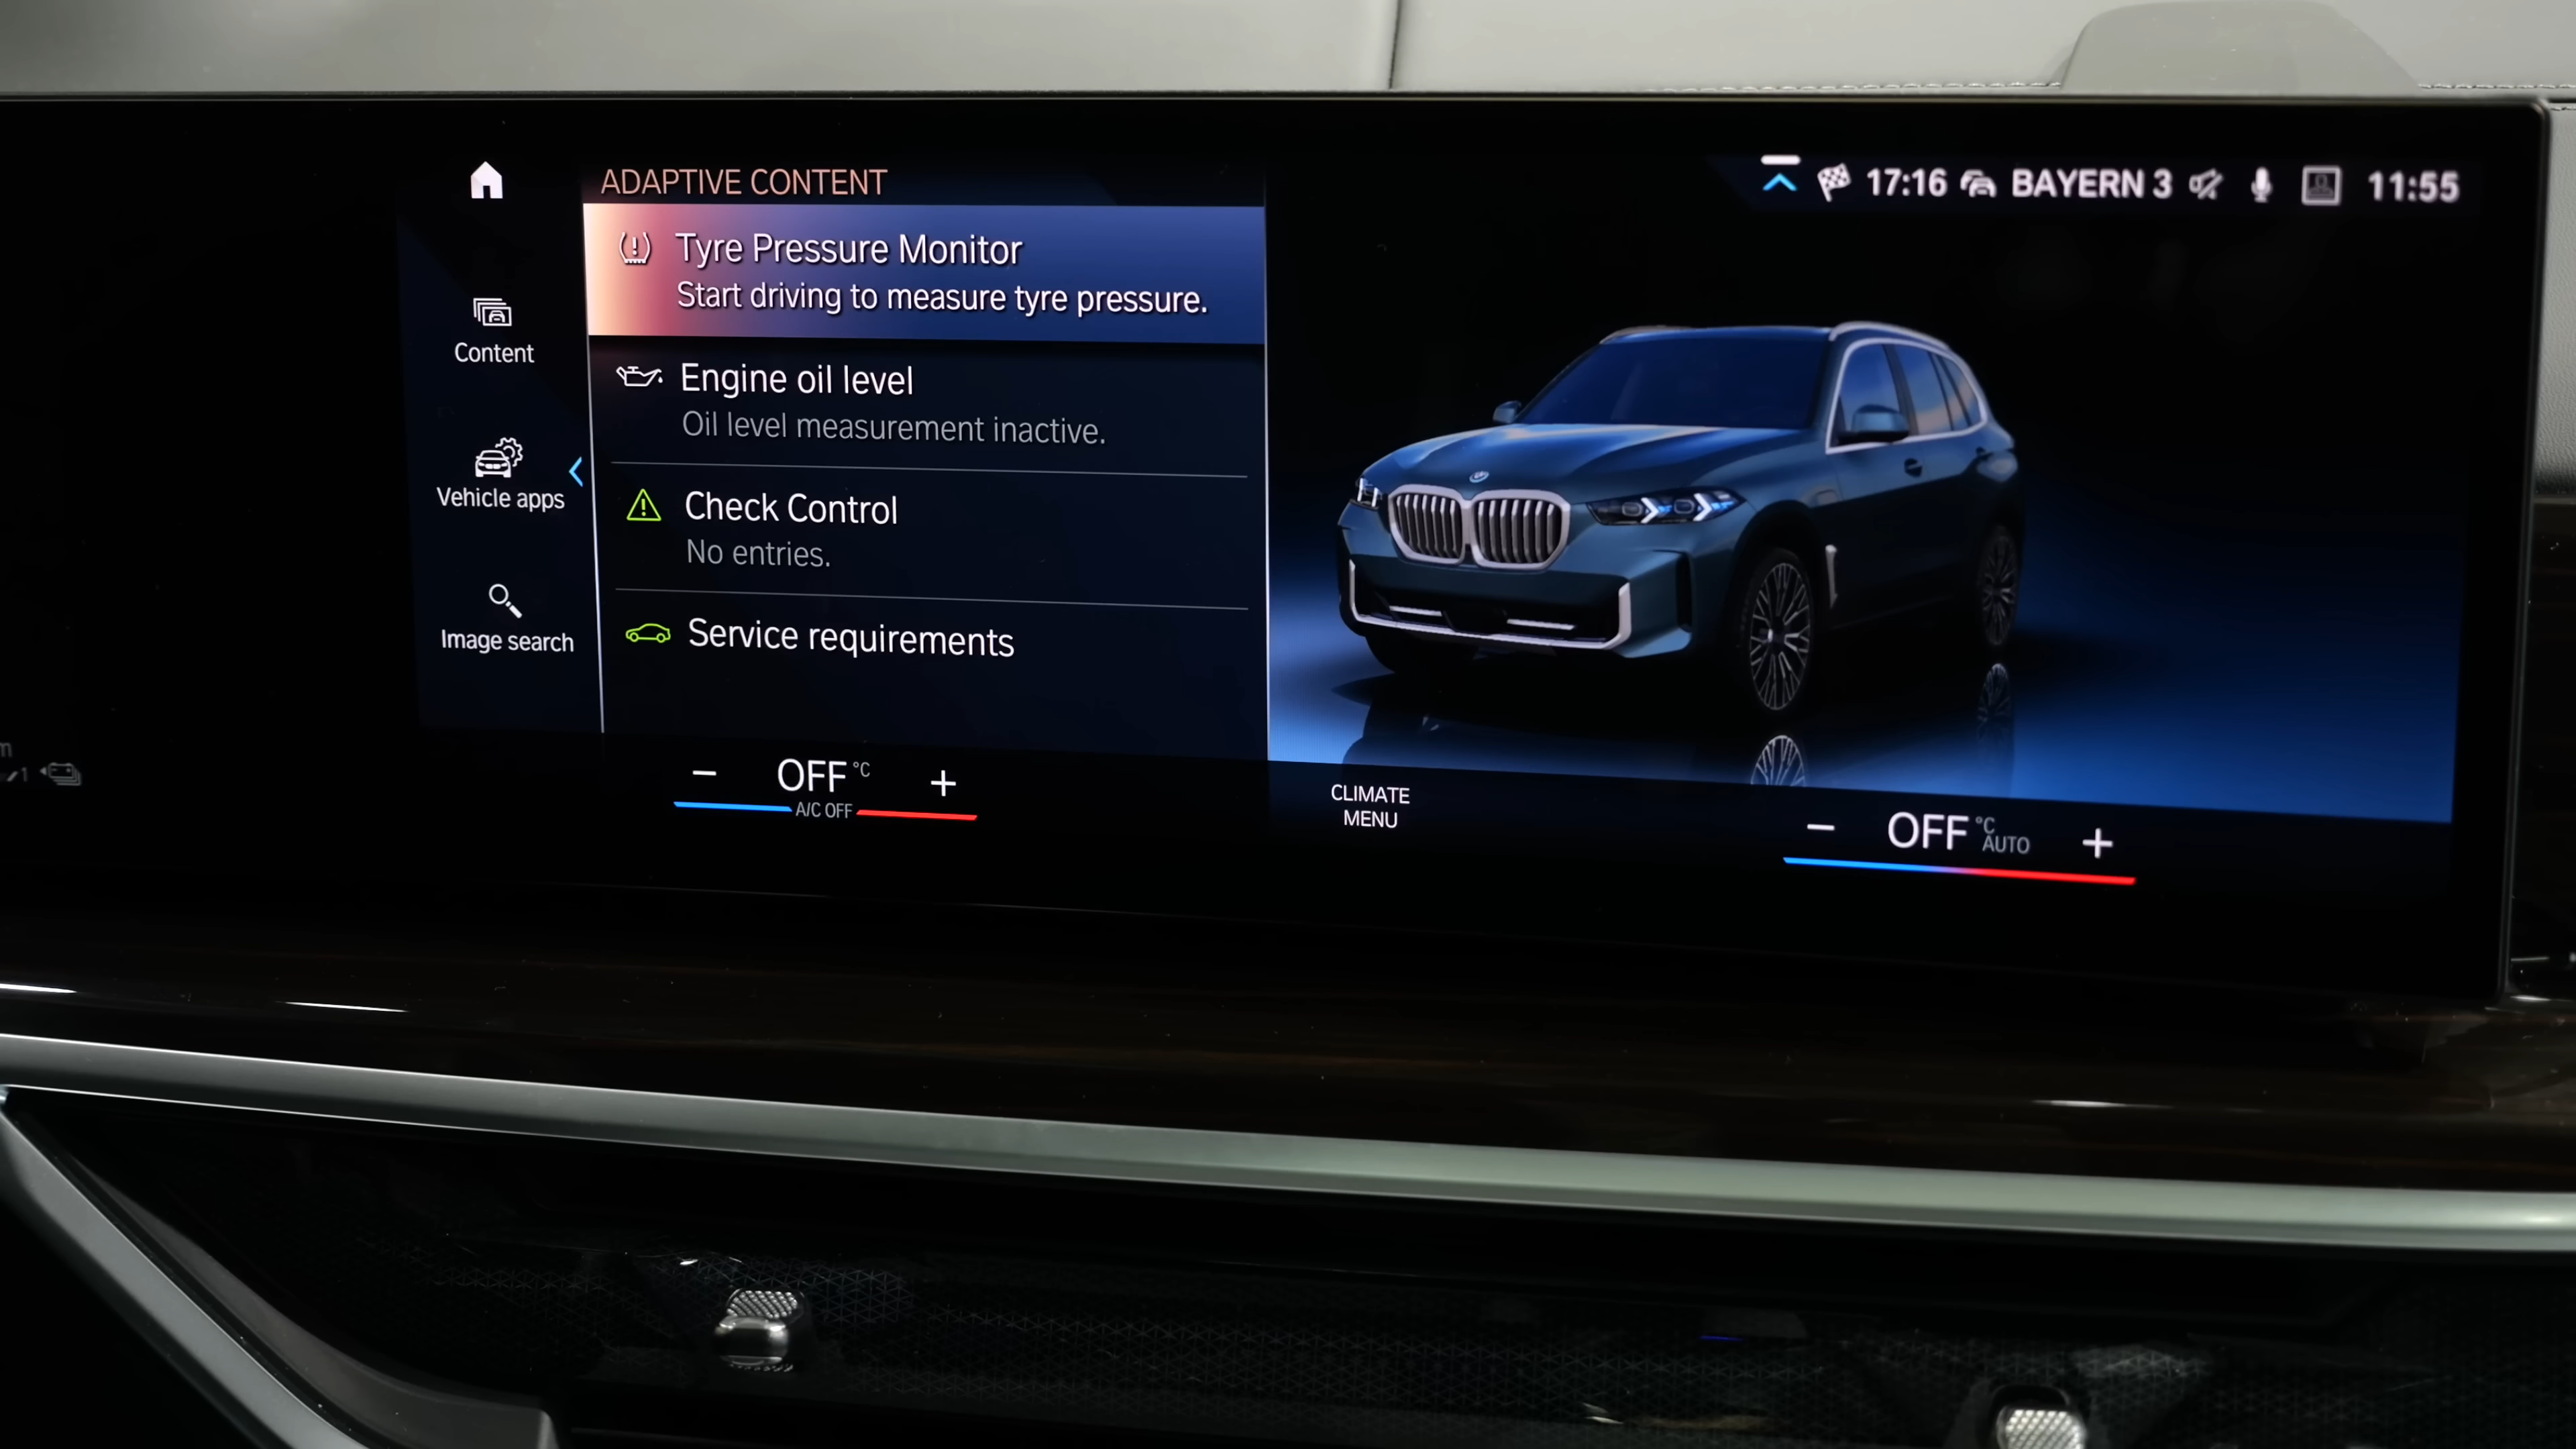 ADAPTIVE CONTENT
17:16 BAYERN 3 11:55
Tyre Pressure Monitor
Start driving to measure tyre pressure.
Content
Engine oil level
Oil level measurement inactive.
Vehicle apps
Check Control
No entries.
Image search
Service requirements
m
/1
− OFF °C +
A/C OFF
CLIMATE
MENU
− OFF °C AUTO +